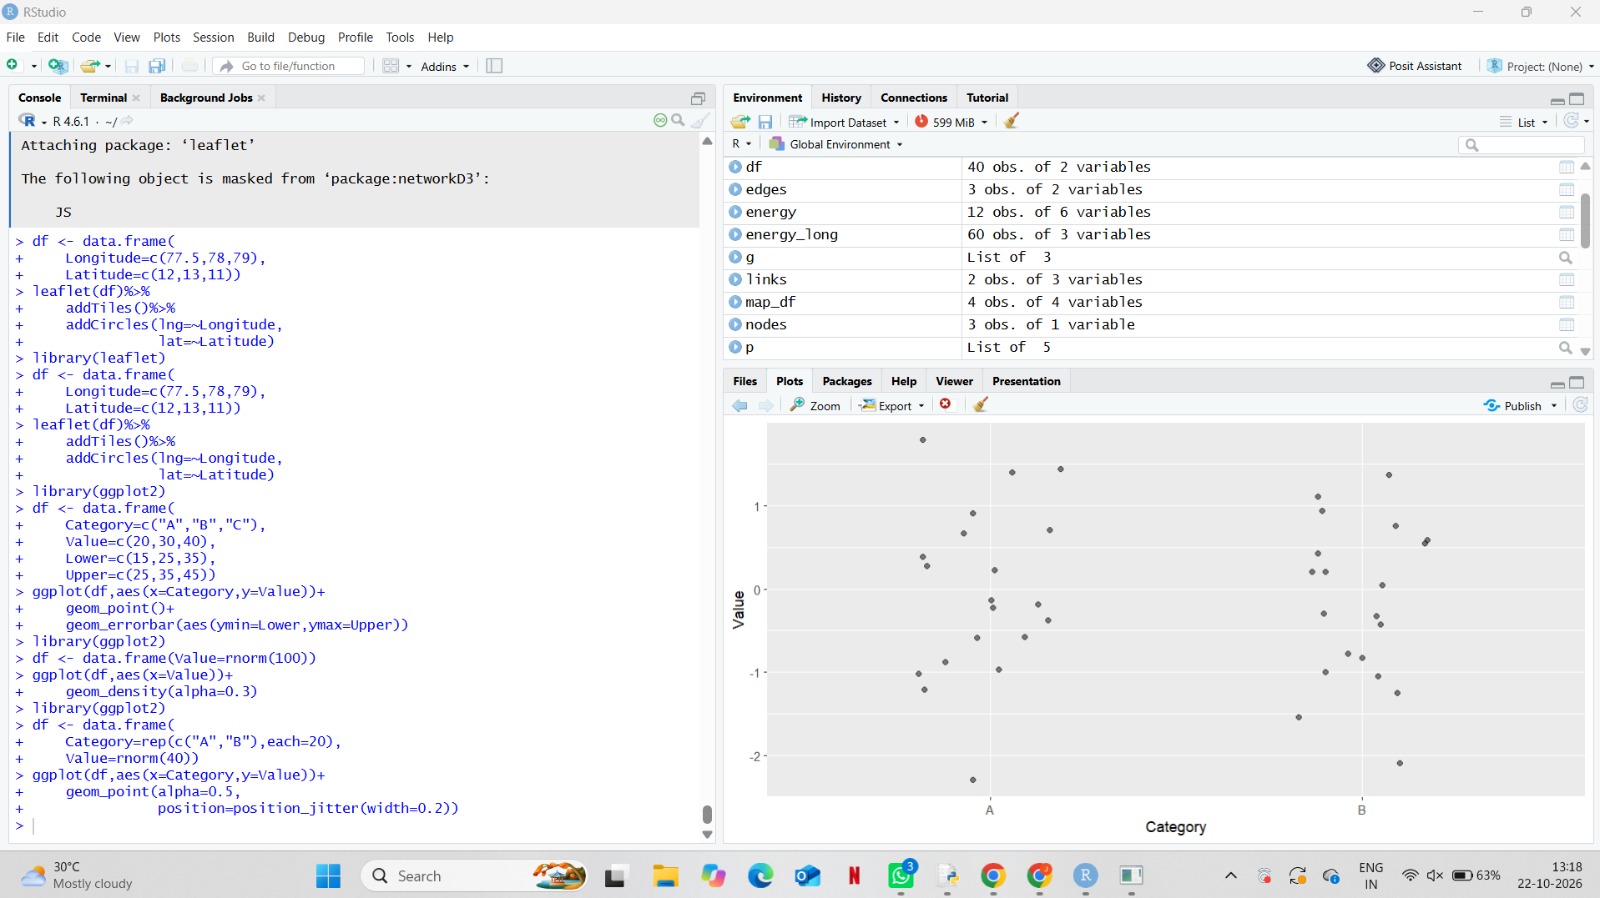 RStudio
File Edit Code View Plots Session Build Debug Profile Tools Help
Go to file/function Addins Posit Assistant Project: (None)
Console Terminal Background Jobs
R 4.6.1 · ~/
Attaching package: ‘leaflet’
The following object is masked from ‘package:networkD3’:
JS
> df <- data.frame(
+     Longitude=c(77.5,78,79),
+     Latitude=c(12,13,11))
> leaflet(df)%>%
+     addTiles()%>%
+     addCircles(lng=~Longitude,
+                lat=~Latitude)
> library(leaflet)
> df <- data.frame(
+     Longitude=c(77.5,78,79),
+     Latitude=c(12,13,11))
> leaflet(df)%>%
+     addTiles()%>%
+     addCircles(lng=~Longitude,
+                lat=~Latitude)
> library(ggplot2)
> df <- data.frame(
+     Category=c("A","B","C"),
+     Value=c(20,30,40),
+     Lower=c(15,25,35),
+     Upper=c(25,35,45))
> ggplot(df,aes(x=Category,y=Value))+
+     geom_point()+
+     geom_errorbar(aes(ymin=Lower,ymax=Upper))
> library(ggplot2)
> df <- data.frame(Value=rnorm(100))
> ggplot(df,aes(x=Value))+
+     geom_density(alpha=0.3)
> library(ggplot2)
> df <- data.frame(
+     Category=rep(c("A","B"),each=20),
+     Value=rnorm(40))
> ggplot(df,aes(x=Category,y=Value))+
+     geom_point(alpha=0.5,
+                position=position_jitter(width=0.2))
>
Environment History Connections Tutorial
Import Dataset 599 MiB List
R Global Environment
df 40 obs. of 2 variables
edges 3 obs. of 2 variables
energy 12 obs. of 6 variables
energy_long 60 obs. of 3 variables
g List of  3
links 2 obs. of 3 variables
map_df 4 obs. of 4 variables
nodes 3 obs. of 1 variable
p List of  5
Files Plots Packages Help Viewer Presentation
Zoom Export Publish
1
0
-1
-2
Value
A B
Category
30°C
Mostly cloudy
Search
3
ENG
IN
63%
13:18
22-10-2026